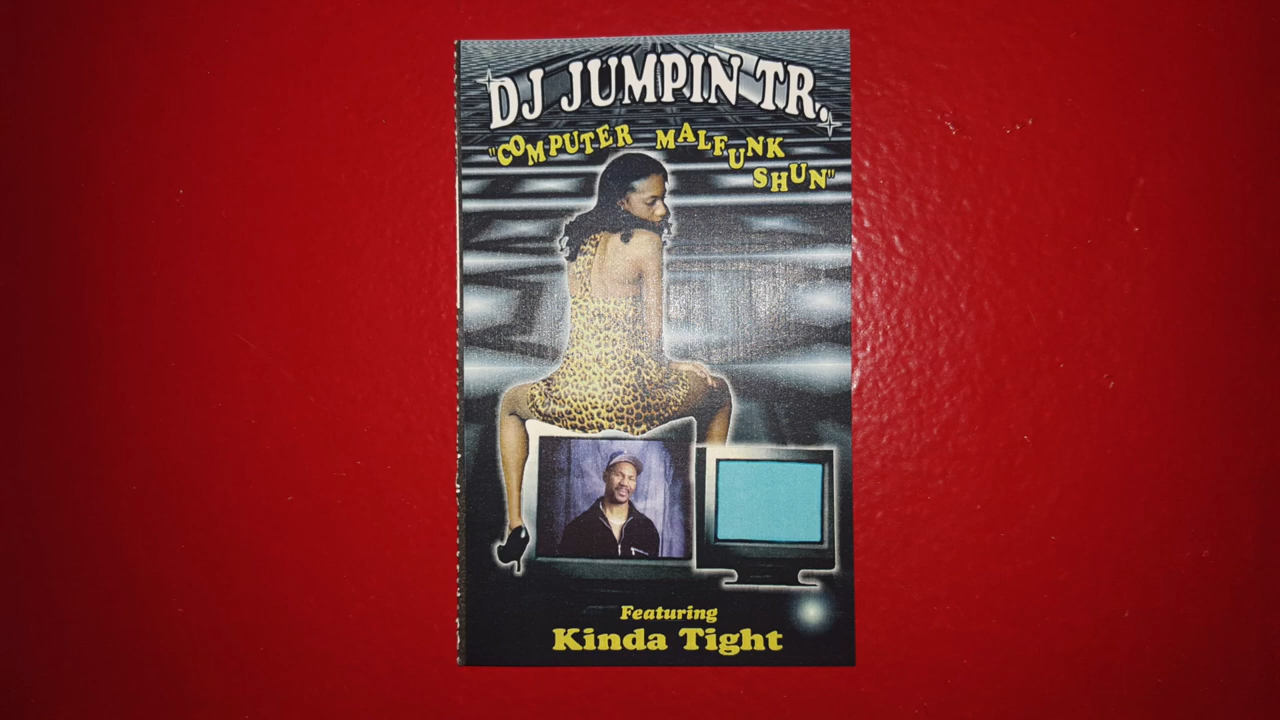 DJ JUMPIN TR.
"COMPUTER MALFUNK
SHUN"
Featuring
Kinda Tight